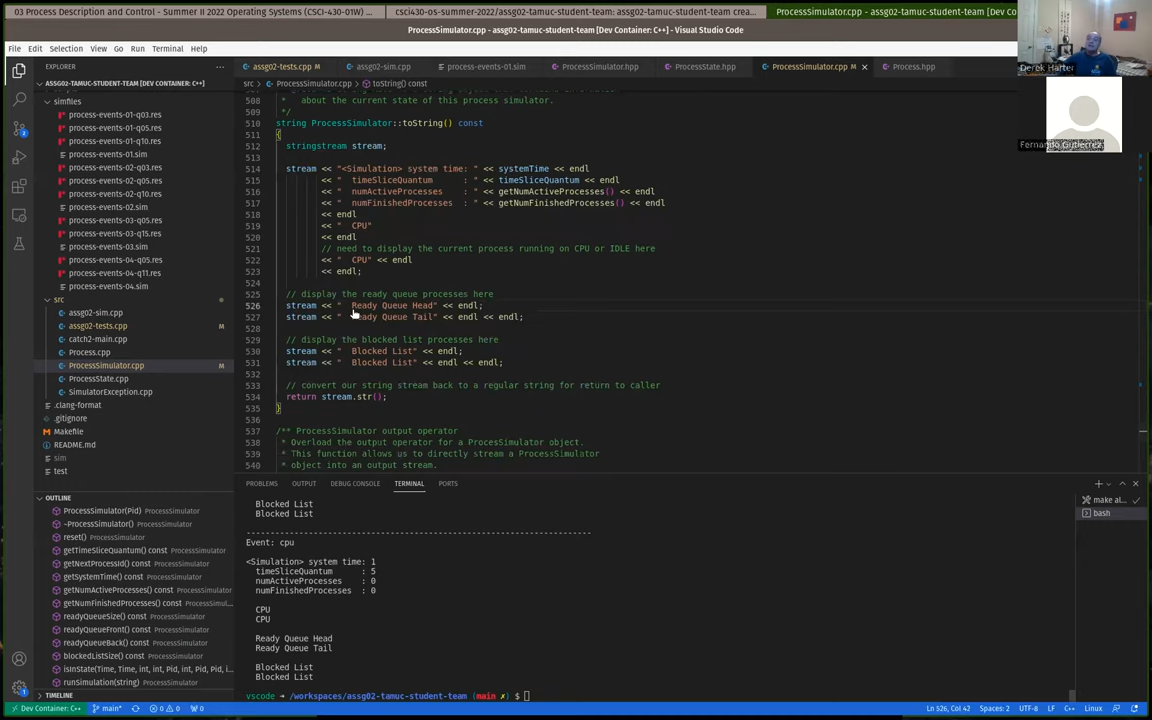 03 Process Description and Control - Summer II 2022 Operating Systems (CSCI-430-01W) ...
csci430-os-summer-2022/assg02-tamuc-student-team: assg02-tamuc-student-team crea...
ProcessSimulator.cpp - assg02-tamuc-student-team [Dev Con
ProcessSimulator.cpp - assg02-tamuc-student-team [Dev Container: C++] - Visual Studio Code
File Edit Selection View Go Run Terminal Help
Derek Harter
Fernando Gutierrez
EXPLORER ...
ASSG02-TAMUC-STUDENT-TEAM [DEV CONTAINER: C++]
simfiles
process-events-01-q03.res
process-events-01-q05.res
process-events-01-q10.res
process-events-01.sim
process-events-02-q03.res
process-events-02-q05.res
process-events-02-q10.res
process-events-02.sim
process-events-03-q05.res
process-events-03-q15.res
process-events-03.sim
process-events-04-q05.res
process-events-04-q11.res
process-events-04.sim
src
assg02-sim.cpp
assg02-tests.cpp M
catch2-main.cpp
Process.cpp
ProcessSimulator.cpp M
ProcessState.cpp
SimulatorException.cpp
.clang-format
.gitignore
Makefile
README.md
sim
test
OUTLINE
ProcessSimulator(Pid)
~ProcessSimulator()
reset()
getTimeSliceQuantum() const
getNextProcessId() const
getSystemTime() const
getNumActiveProcesses() const
getNumFinishedProcesses() const
readyQueueSize() const
readyQueueFront() const
readyQueueBack() const
blockedListSize() const
isInState(Time, Time, int, int, Pid, int, Pid, Pid, i...
runSimulation(string)
TIMELINE
assg02-tests.cpp M
assg02-sim.cpp
process-events-01.sim
ProcessSimulator.hpp
ProcessState.hpp
ProcessSimulator.cpp M
Process.hpp
src > ProcessSimulator.cpp > toString() const
508 * about the current state of this process simulator.
509 */
510 string ProcessSimulator::toString() const
511 {
512 stringstream stream;
513
514 stream << "<Simulation> system time: " << systemTime << endl
515 << " timeSliceQuantum : " << timeSliceQuantum << endl
516 << " numActiveProcesses : " << getNumActiveProcesses() << endl
517 << " numFinishedProcesses : " << getNumFinishedProcesses() << endl
518 << endl
519 << " CPU"
520 << endl
521 // need to display the current process running on CPU or IDLE here
522 << " CPU" << endl
523 << endl;
524
525 // display the ready queue processes here
526 stream << " Ready Queue Head" << endl;
527 stream << " Ready Queue Tail" << endl << endl;
528
529 // display the blocked list processes here
530 stream << " Blocked List" << endl;
531 stream << " Blocked List" << endl << endl;
532
533 // convert our string stream back to a regular string for return to caller
534 return stream.str();
535 }
536
537 /** ProcessSimulator output operator
538 * Overload the output operator for a ProcesSimulator object.
539 * This function allows us to directly stream a ProcessSimulator
540 * object into an output stream.
PROBLEMS OUTPUT DEBUG CONSOLE TERMINAL PORTS
Blocked List
Blocked List
----------------------------------------------------------------------
Event: cpu
<Simulation> system time: 1
timeSliceQuantum : 5
numActiveProcesses : 0
numFinishedProcesses : 0
CPU
CPU
Ready Queue Head
Ready Queue Tail
Blocked List
Blocked List
vscode → /workspaces/assg02-tamuc-student-team (main ✗) $
make al...
bash
Dev Container: C++ main* 0 0 0 Ln 526, Col 42 Spaces: 2 UTF-8 LF C++ Linux